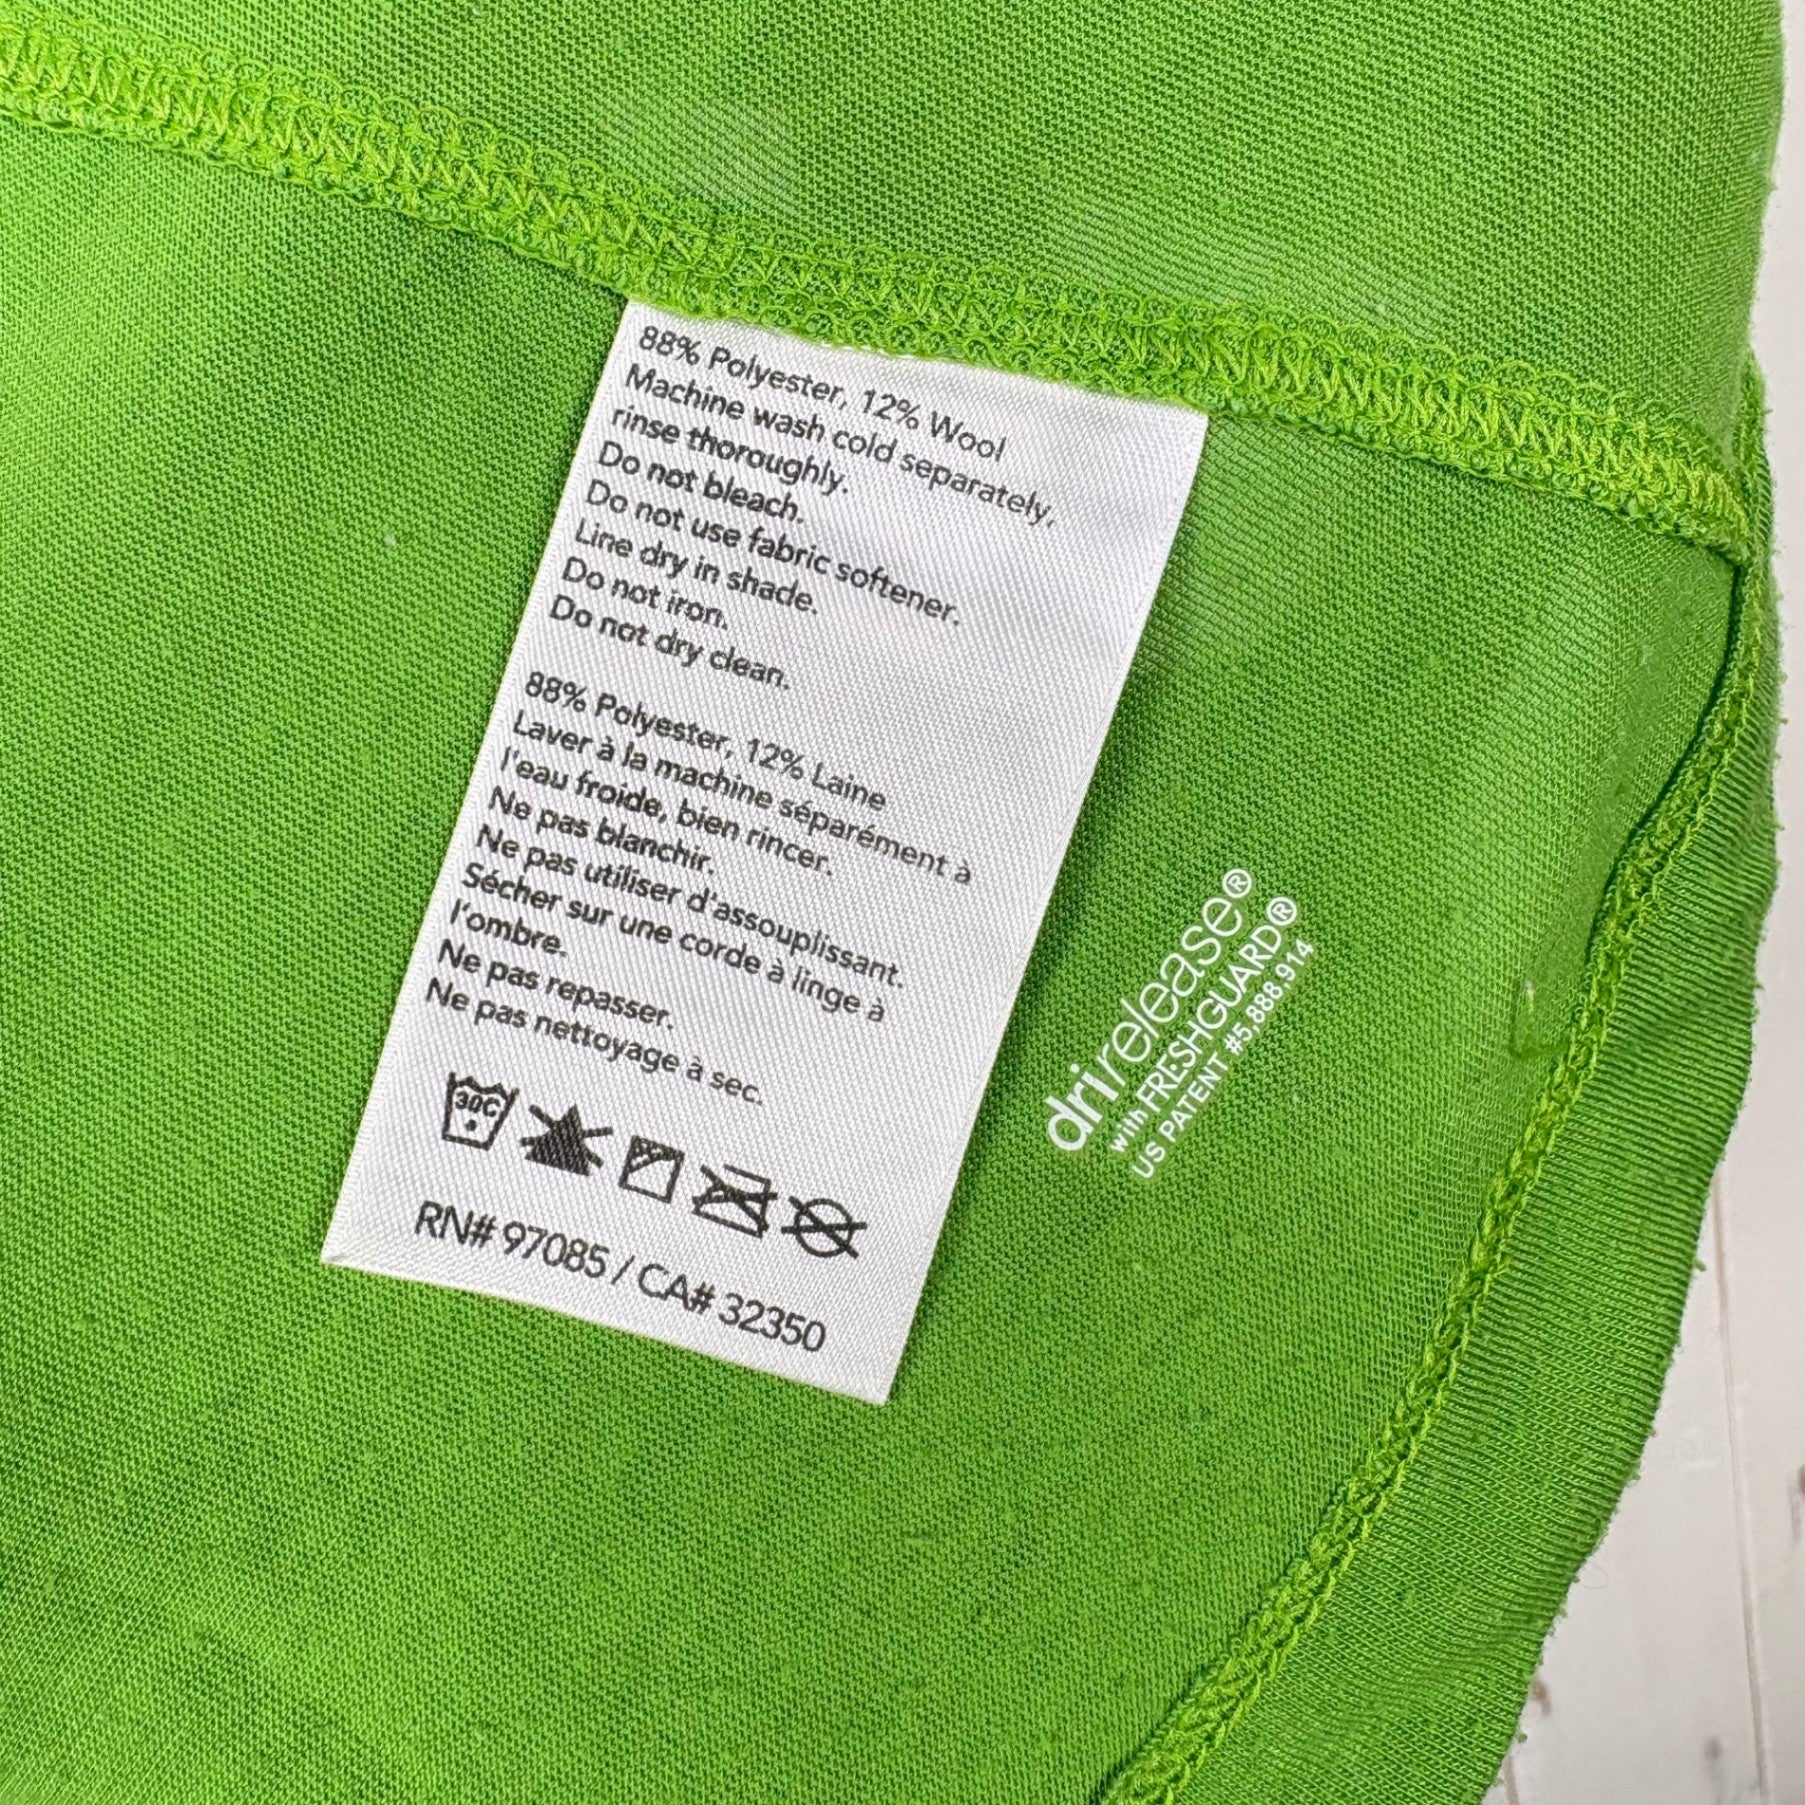 88% Polyester, 12% Wool
Machine wash cold separately,
rinse thoroughly.
Do not bleach.
Do not use fabric softener.
Line dry in shade.
Do not iron.
Do not dry clean.
88% Polyester, 12% Laine
Laver à la machine séparément à
l'eau froide, bien rincer.
Ne pas blanchir.
Ne pas utiliser d'assouplissant.
Sécher sur une corde à linge à
l'ombre.
Ne pas repasser.
Ne pas nettoyage à sec.
30C
RN# 97085 / CA# 32350
drirelease®
with FRESHGUARD®
US PATENT #5,888,914